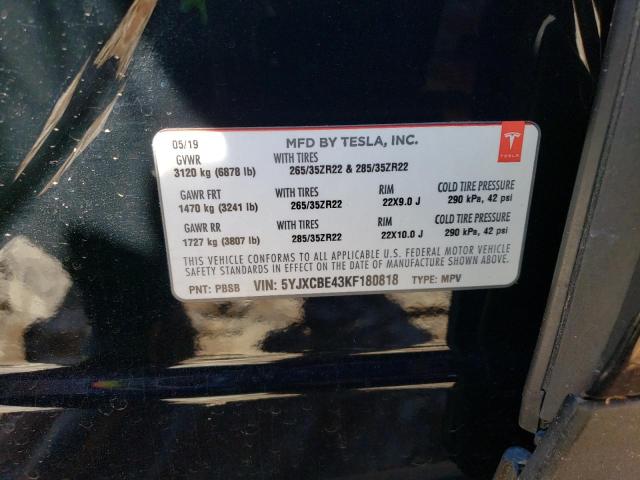 05/19 MFD BY TESLA, INC.
GVWR WITH TIRES
3120 kg (6878 lb) 265/35ZR22 & 285/35ZR22
GAWR FRT WITH TIRES RIM COLD TIRE PRESSURE
1470 kg (3241 lb) 265/35ZR22 22X9.0 J 290 kPa, 42 psi
GAWR RR WITH TIRES RIM COLD TIRE PRESSURE
1727 kg (3807 lb) 285/35ZR22 22X10.0 J 290 kPa, 42 psi
THIS VEHICLE CONFORMS TO ALL APPLICABLE U.S. FEDERAL MOTOR VEHICLE
SAFETY STANDARDS IN EFFECT ON THE DATE OF MANUFACTURE SHOWN ABOVE.
PNT: PBSB VIN: 5YJXCBE43KF180818 TYPE: MPV
TESLA